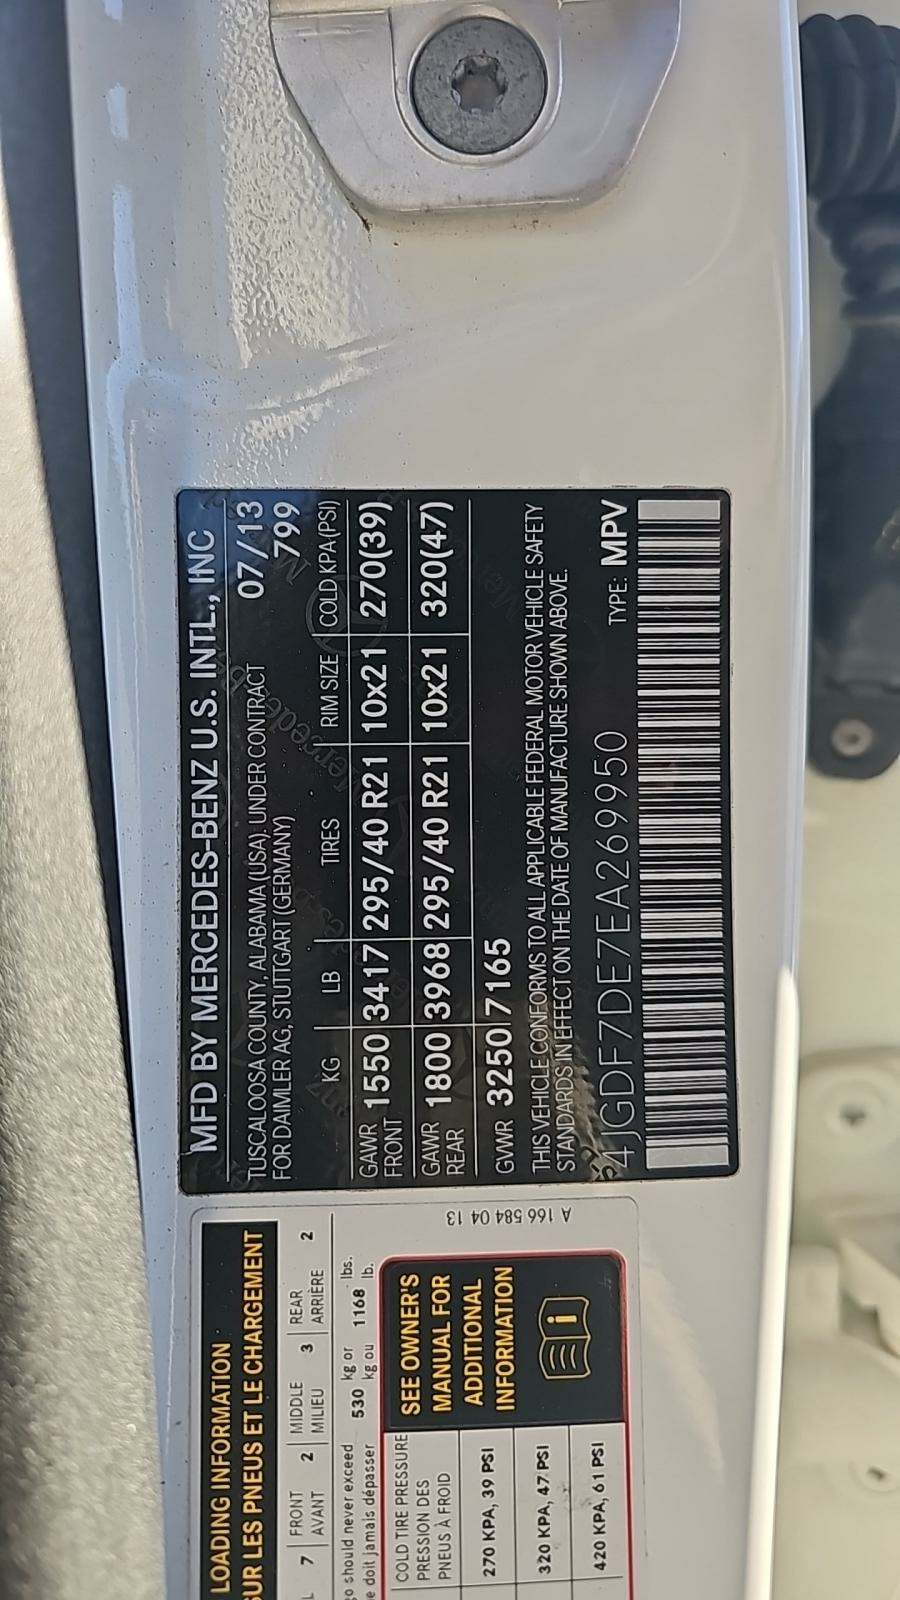 MFD BY MERCEDES-BENZ U.S. INTL., INC
TUSCALOOSA COUNTY, ALABAMA (USA), UNDER CONTRACT 07/13
FOR DAIMLER AG, STUTTGART (GERMANY) M 799
KG LB TIRES RIM SIZE COLD KPA(PSI)
GAWR FRONT 1550 3417 295/40 R21 10x21 270(39)
GAWR REAR 1800 3968 295/40 R21 10x21 320(47)
GVWR 3250 7165
THIS VEHICLE CONFORMS TO ALL APPLICABLE FEDERAL MOTOR VEHICLE SAFETY
STANDARDS IN EFFECT ON THE DATE OF MANUFACTURE SHOWN ABOVE.
4JGDF7DE7EA269950 TYPE: MPV
A 166 584 04 13
LOADING INFORMATION
SUR LES PNEUS ET LE CHARGEMENT
7 FRONT 2 MIDDLE 3 REAR 2
AVANT MILIEU ARRIÈRE
should never exceed 530 kg or 1168 lbs.
doit jamais dépasser kg ou lb.
COLD TIRE PRESSURE
PRESSION DES
PNEUS À FROID
270 KPA, 39 PSI
320 KPA, 47 PSI
420 KPA, 61 PSI
SEE OWNER'S
MANUAL FOR
ADDITIONAL
INFORMATION